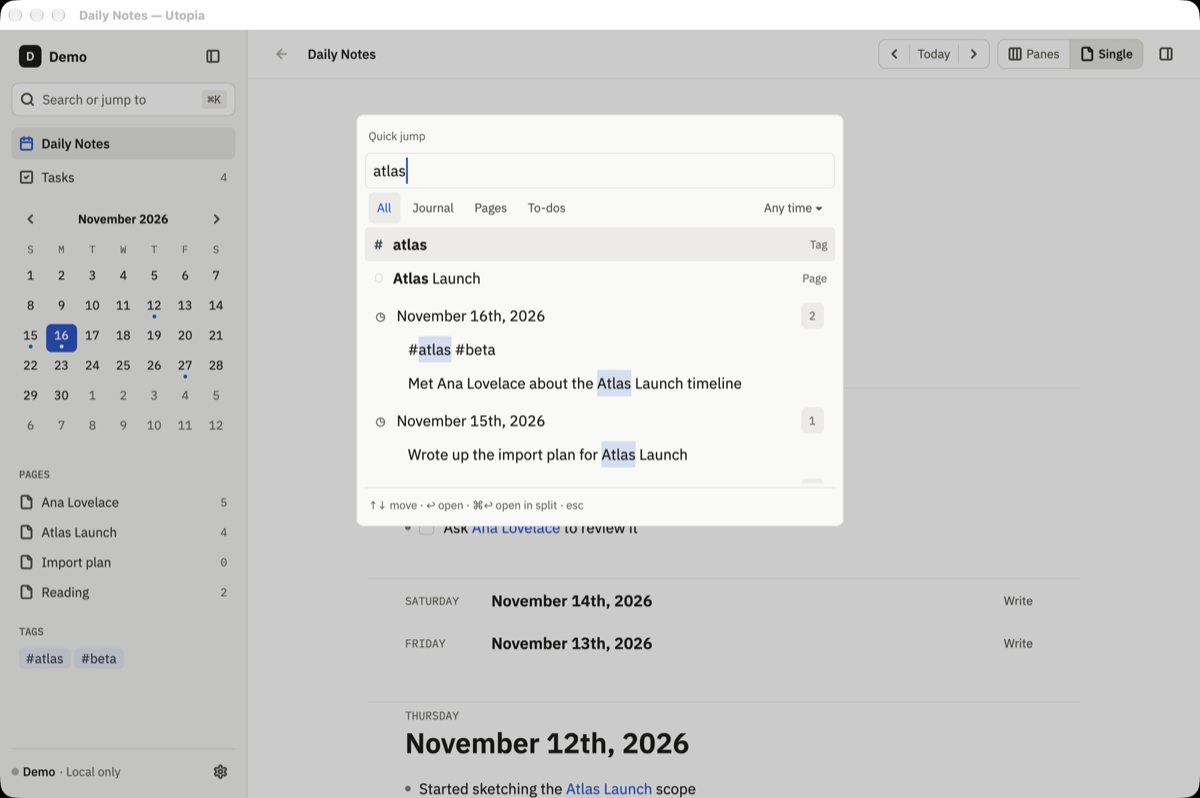 Daily Notes — Utopia
D Demo
Search or jump to ⌘K
Daily Notes
Tasks 4
November 2026
S M T W T F S
1 2 3 4 5 6 7
8 9 10 11 12 13 14
15 16 17 18 19 20 21
22 23 24 25 26 27 28
29 30 1 2 3 4 5
6 7 8 9 10 11 12
PAGES
Ana Lovelace 5
Atlas Launch 4
Import plan 0
Reading 2
TAGS
#atlas #beta
Demo · Local only
Daily Notes
Today
Panes
Single
Quick jump
atlas
All Journal Pages To-dos Any time
# atlas Tag
Atlas Launch Page
November 16th, 2026 2
#atlas #beta
Met Ana Lovelace about the Atlas Launch timeline
November 15th, 2026 1
Wrote up the import plan for Atlas Launch
↑↓ move · ↩ open · ⌘↩ open in split · esc
Ask Ana Lovelace to review it
SATURDAY November 14th, 2026 Write
FRIDAY November 13th, 2026 Write
THURSDAY
November 12th, 2026
Started sketching the Atlas Launch scope